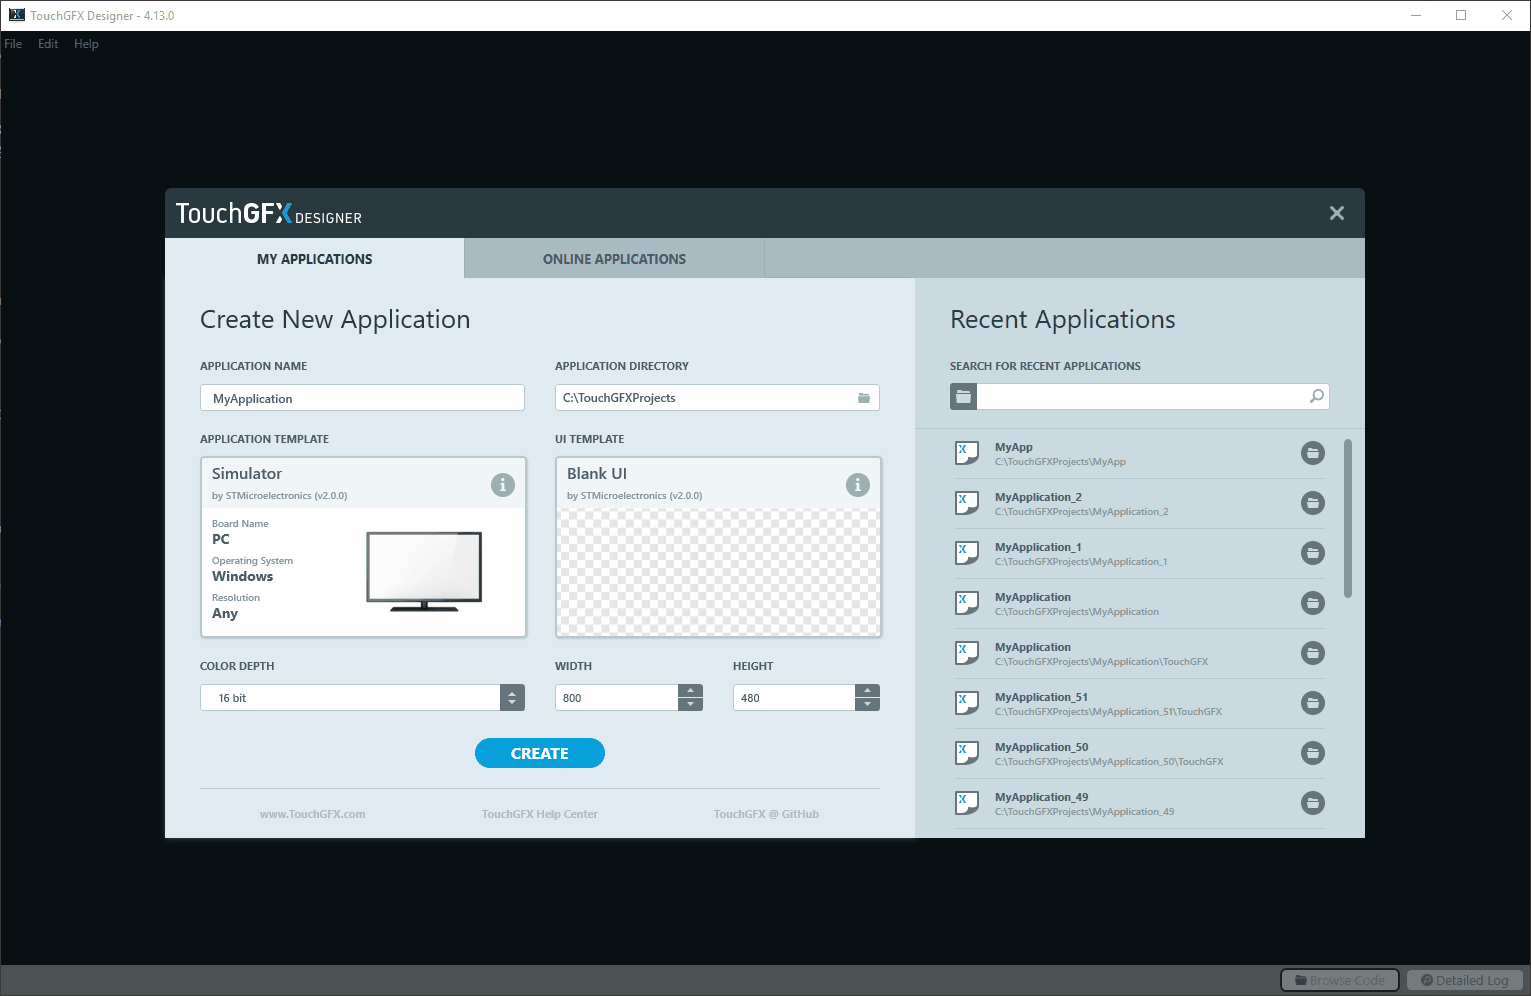 TouchGFX Designer - 4.13.0
File Edit Help
TouchGFX DESIGNER
MY APPLICATIONS
ONLINE APPLICATIONS
Create New Application
APPLICATION NAME
APPLICATION DIRECTORY
MyApplication
C:\TouchGFXProjects
APPLICATION TEMPLATE
UI TEMPLATE
Simulator
by STMicroelectronics (v2.0.0)
Board Name
PC
Operating System
Windows
Resolution
Any
Blank UI
by STMicroelectronics (v2.0.0)
COLOR DEPTH
WIDTH
HEIGHT
16 bit
800
480
CREATE
www.TouchGFX.com
TouchGFX Help Center
TouchGFX @ GitHub
Recent Applications
SEARCH FOR RECENT APPLICATIONS
MyApp
C:\TouchGFXProjects\MyApp
MyApplication_2
C:\TouchGFXProjects\MyApplication_2
MyApplication_1
C:\TouchGFXProjects\MyApplication_1
MyApplication
C:\TouchGFXProjects\MyApplication
MyApplication
C:\TouchGFXProjects\MyApplication\TouchGFX
MyApplication_51
C:\TouchGFXProjects\MyApplication_51\TouchGFX
MyApplication_50
C:\TouchGFXProjects\MyApplication_50\TouchGFX
MyApplication_49
C:\TouchGFXProjects\MyApplication_49
Browse Code
Detailed Log